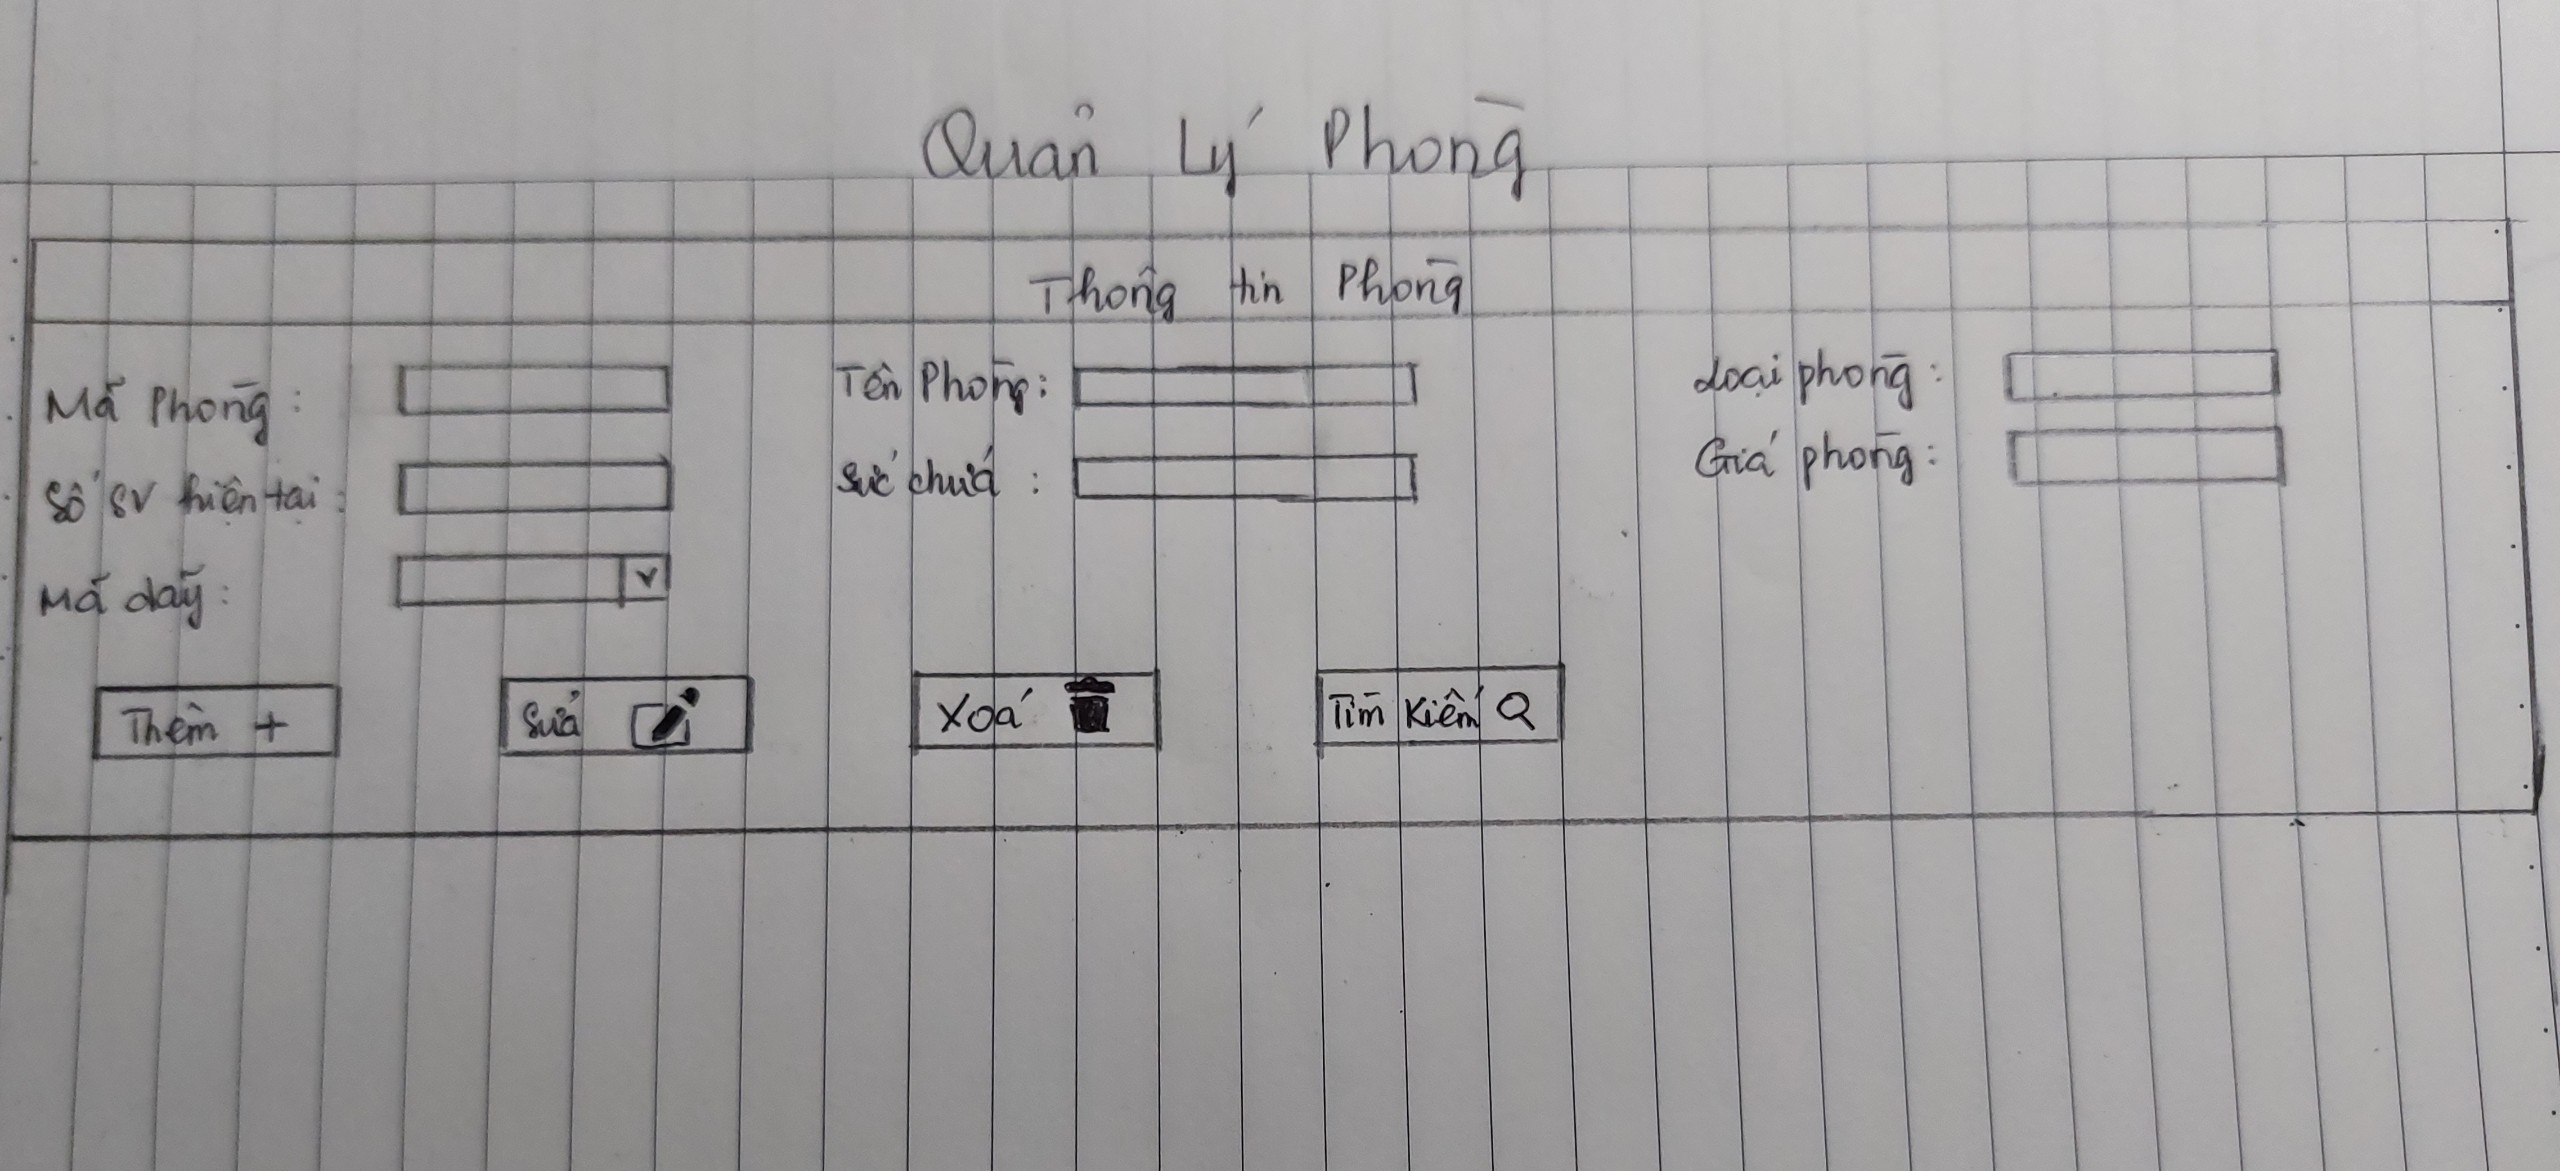 Quản Lý Phòng
Thông tin Phòng
Mã Phòng: Tên Phòng: Loại phòng:
Số SV hiện tại: Sức chứa: Giá phòng:
Mã dãy: v
Thêm + Sửa Xoá Tìm Kiếm